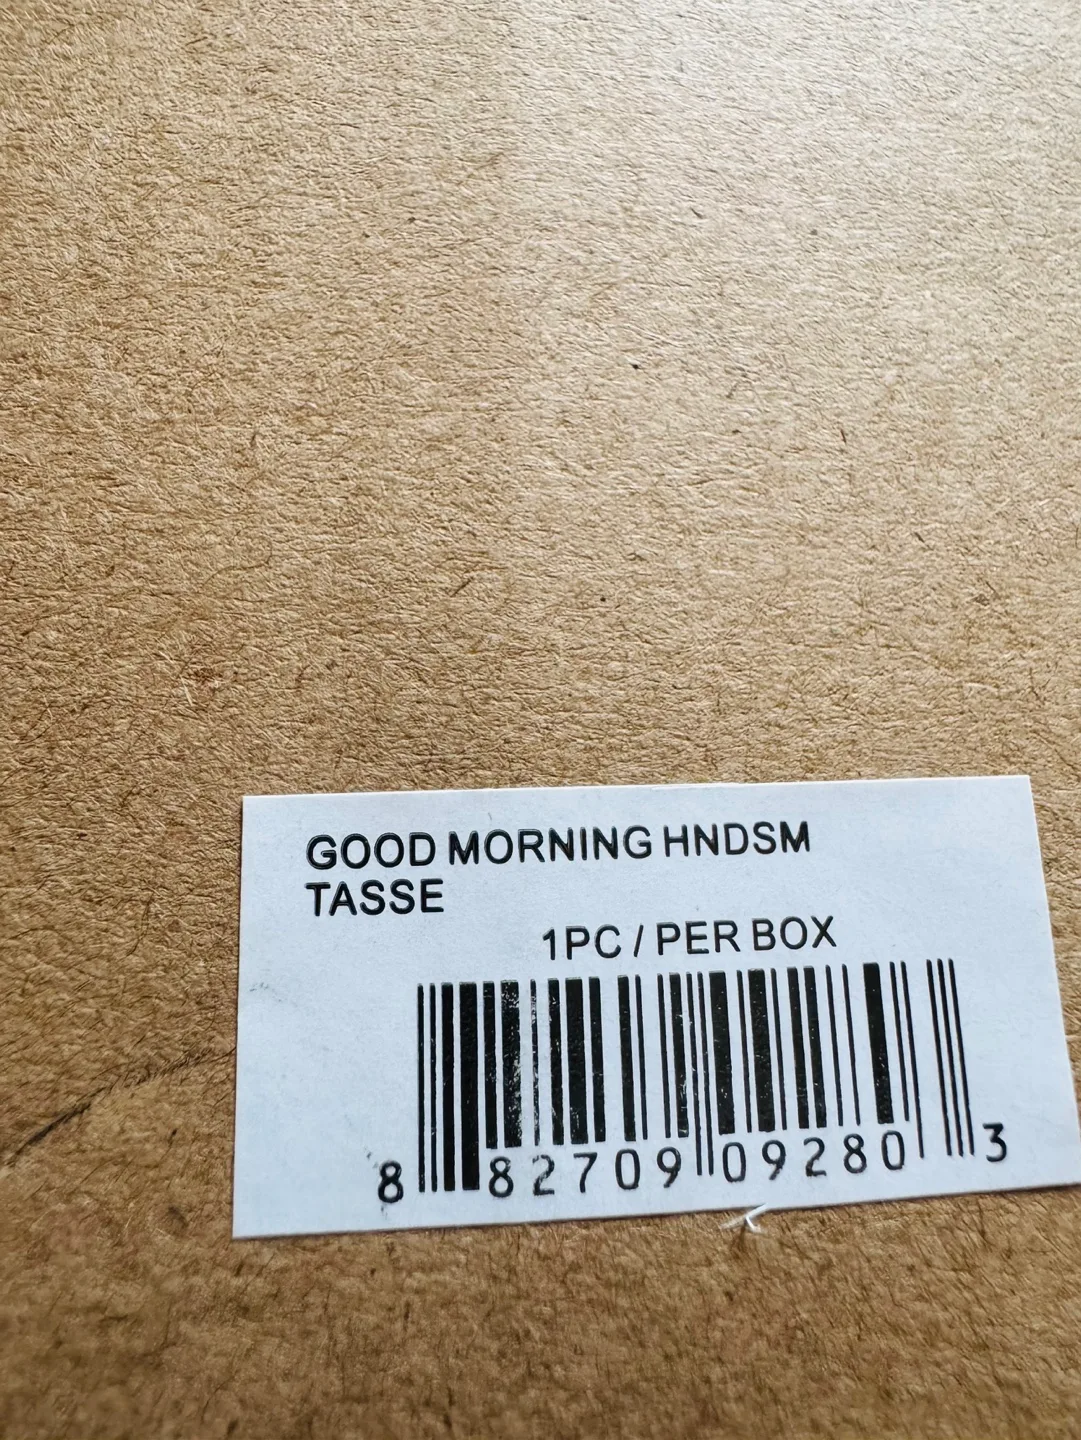 GOOD MORNING HNDSM
TASSE
1PC / PER BOX
8 82709 09280 3